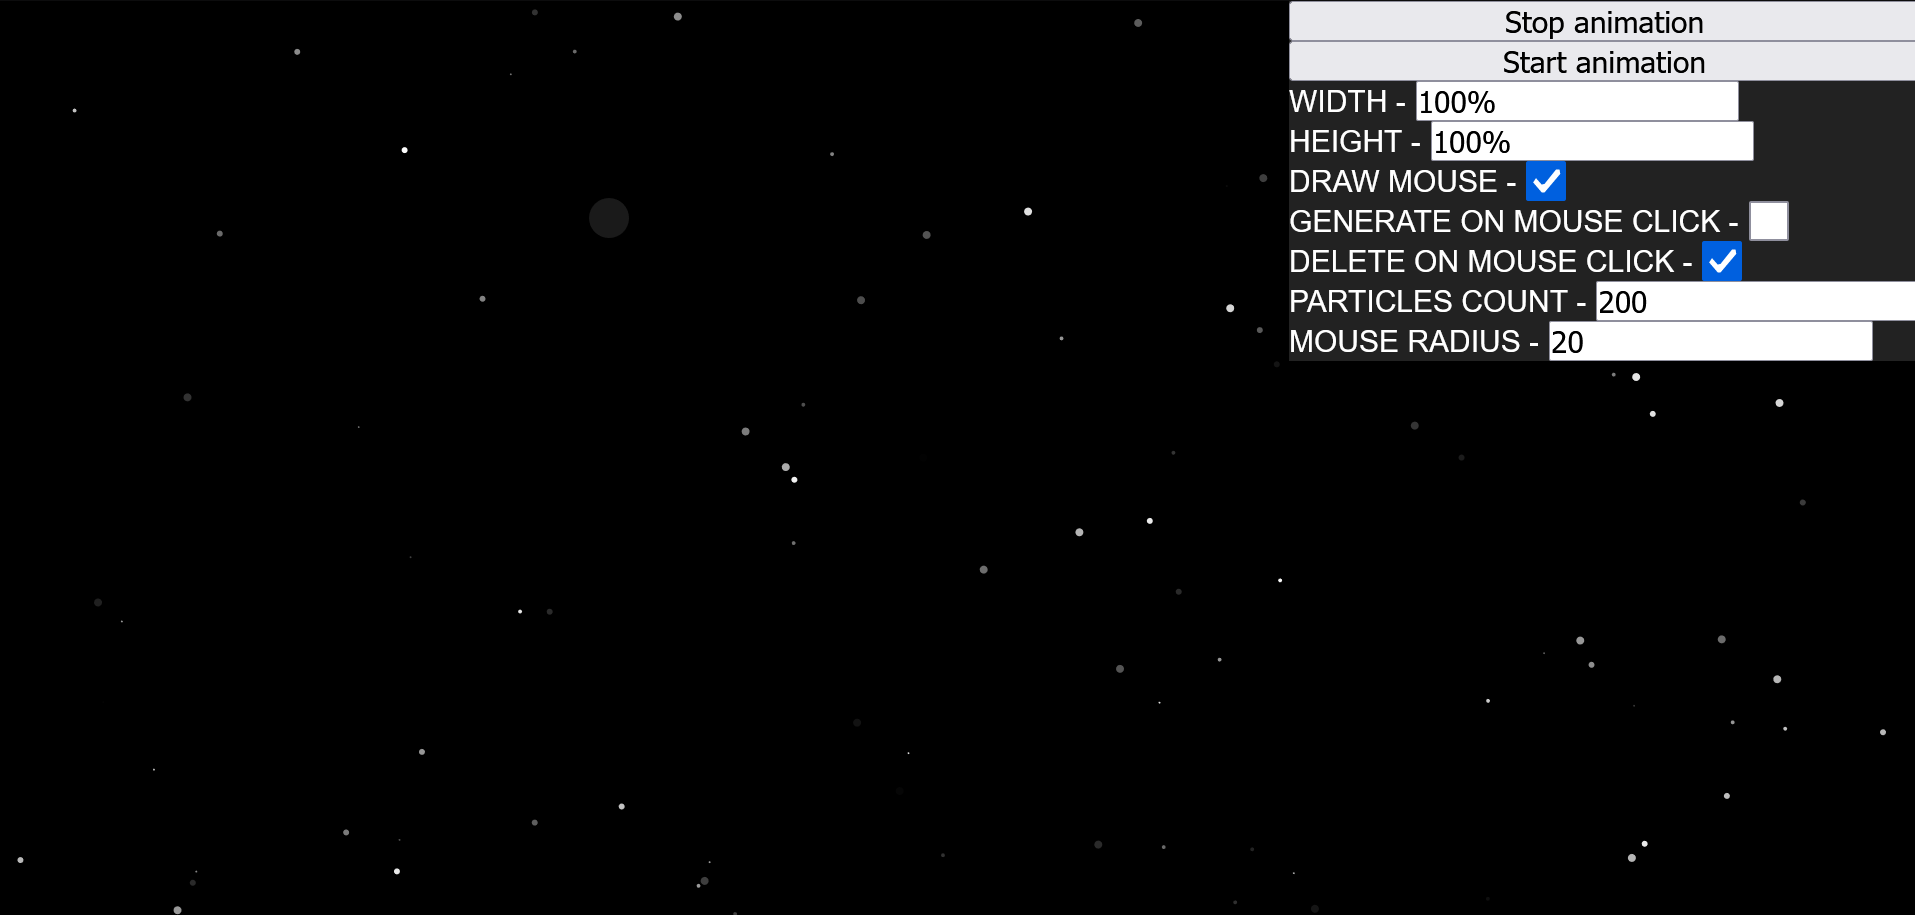 Stop animation
Start animation
WIDTH - 100%
HEIGHT - 100%
DRAW MOUSE -
GENERATE ON MOUSE CLICK -
DELETE ON MOUSE CLICK -
PARTICLES COUNT - 200
MOUSE RADIUS - 20